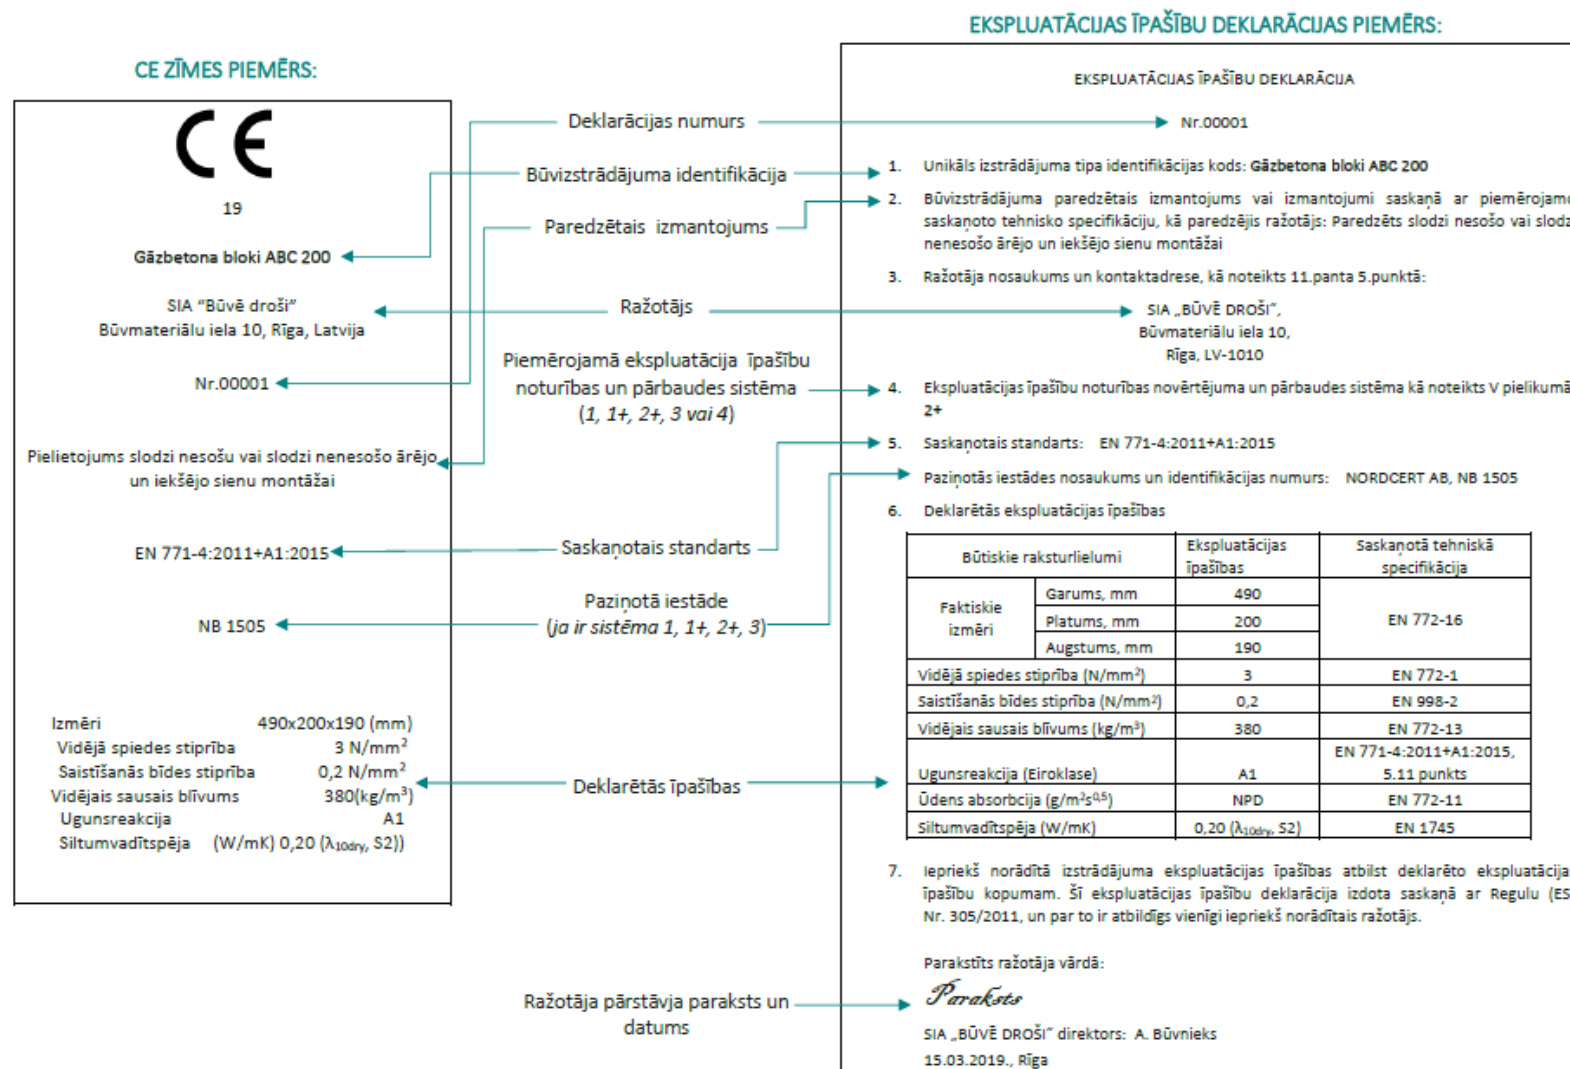 EKSPLUATĀCIJAS ĪPAŠĪBU DEKLARĀCIJAS PIEMĒRS:
CE ZĪMES PIEMĒRS:
CE
19
Gāzbetona bloki ABC 200
SIA "Būvē droši"
Būvmateriālu iela 10, Rīga, Latvija
Nr.00001
Pielietojums slodzi nesošu vai slodzi nenesošo ārējo
un iekšējo sienu montāžai
EN 771-4:2011+A1:2015
NB 1505
Izmēri 490x200x190 (mm)
Vidējā spiedes stiprība 3 N/mm²
Saistīšanās bīdes stiprība 0,2 N/mm²
Vidējais sausais blīvums 380(kg/m³)
Ugunsreakcija A1
Siltumvadītspēja (W/mK) 0,20 (λ10dry, S2))
Deklarācijas numurs
Būvizstrādājuma identifikācija
Paredzētais izmantojums
Ražotājs
Piemērojamā ekspluatācija īpašību
noturības un pārbaudes sistēma
(1, 1+, 2+, 3 vai 4)
Saskaņotais standarts
Paziņotā iestāde
(ja ir sistēma 1, 1+, 2+, 3)
Deklarētās īpašības
Ražotāja pārstāvja paraksts un
datums
EKSPLUATĀCIJAS ĪPAŠĪBU DEKLARĀCIJA
Nr.00001
1. Unikāls izstrādājuma tipa identifikācijas kods: Gāzbetona bloki ABC 200
2. Būvizstrādājuma paredzētais izmantojums vai izmantojumi saskaņā ar piemērojamo
saskaņoto tehnisko specifikāciju, kā paredzējis ražotājs: Paredzēts slodzi nesošo vai slodzi
nenesošo ārējo un iekšējo sienu montāžai
3. Ražotāja nosaukums un kontaktadrese, kā noteikts 11.panta 5.punktā:
SIA „BŪVĒ DROŠI",
Būvmateriālu iela 10,
Rīga, LV-1010
4. Ekspluatācijas īpašību noturības novērtējuma un pārbaudes sistēma kā noteikts V pielikumā
2+
5. Saskaņotais standarts: EN 771-4:2011+A1:2015
Paziņotās iestādes nosaukums un identifikācijas numurs: NORDCERT AB, NB 1505
6. Deklarētās ekspluatācijas īpašības
Būtiskie raksturlielumi Ekspluatācijas īpašības Saskaņotā tehniskā specifikācija
Faktiskie izmēri Garums, mm 490 EN 772-16
Platums, mm 200
Augstums, mm 190
Vidējā spiedes stiprība (N/mm²) 3 EN 772-1
Saistīšanās bīdes stiprība (N/mm²) 0,2 EN 998-2
Vidējais sausais blīvums (kg/m³) 380 EN 772-13
Ugunsreakcija (Eiroklase) A1 EN 771-4:2011+A1:2015, 5.11 punkts
Ūdens absorbcija (g/m²s0,5) NPD EN 772-11
Siltumvadītspēja (W/mK) 0,20 (λ10dry, S2) EN 1745
7. Iepriekš norādītā izstrādājuma ekspluatācijas īpašības atbilst deklarēto ekspluatācija
īpašību kopumam. Šī ekspluatācijas īpašību deklarācija izdota saskaņā ar Regulu (ES
Nr. 305/2011, un par to ir atbildīgs vienīgi iepriekš norādītais ražotājs.
Parakstīts ražotāja vārdā:
Paraksts
SIA „BŪVĒ DROŠI" direktors: A. Būvnieks
15.03.2019., Rīga